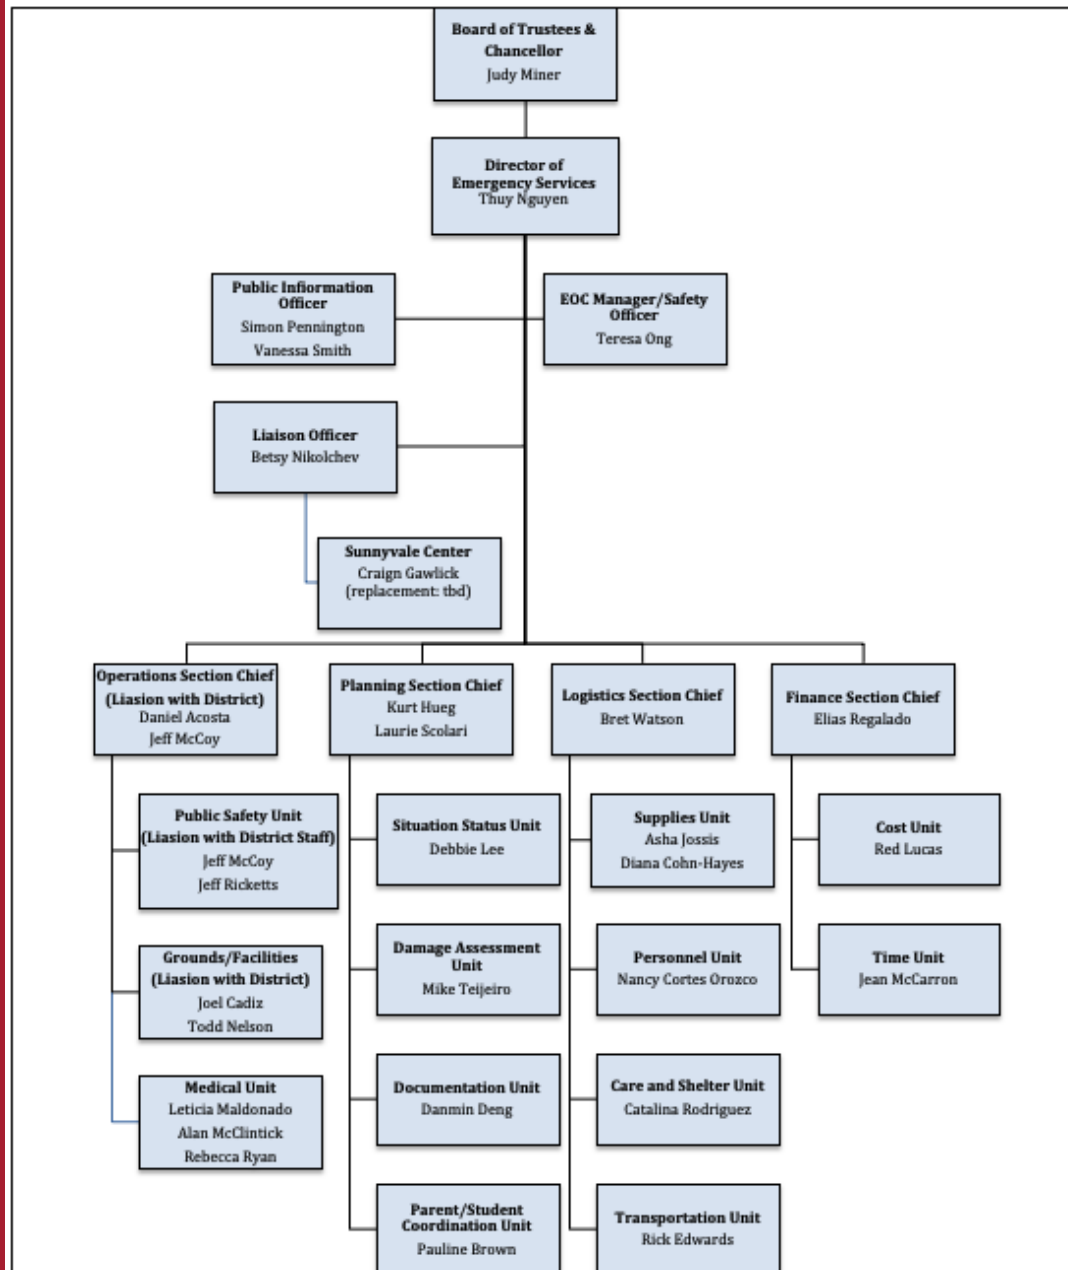 Board of Trustees &
Chancellor
Judy Miner
Director of
Emergency Services
Thuy Nguyen
Public Infiormation
Officer
Simon Pennington
Vanessa Smith
EOC Manager/Safety
Officer
Teresa Ong
Liaison Officer
Betsy Nikolchev
Sunnyvale Center
Craign Gawlick
(replacement: tbd)
Operations Section Chief
(Liasion with District)
Daniel Acosta
Jeff McCoy
Planning Section Chief
Kurt Hueg
Laurie Scolari
Logistics Section Chief
Bret Watson
Finance Section Chief
Elias Regalado
Public Safety Unit
(Liasion with District Staff)
Jeff McCoy
Jeff Ricketts
Situation Status Unit
Debbie Lee
Supplies Unit
Asha Jossis
Diana Cohn-Hayes
Cost Unit
Red Lucas
Grounds/Facilities
(Liasion with District)
Joel Cadiz
Todd Nelson
Damage Assessment
Unit
Mike Teijeiro
Personnel Unit
Nancy Cortes Orozco
Time Unit
Jean McCarron
Medical Unit
Leticia Maldonado
Alan McClintick
Rebecca Ryan
Documentation Unit
Danmin Deng
Care and Shelter Unit
Catalina Rodriguez
Parent/Student
Coordination Unit
Pauline Brown
Transportation Unit
Rick Edwards